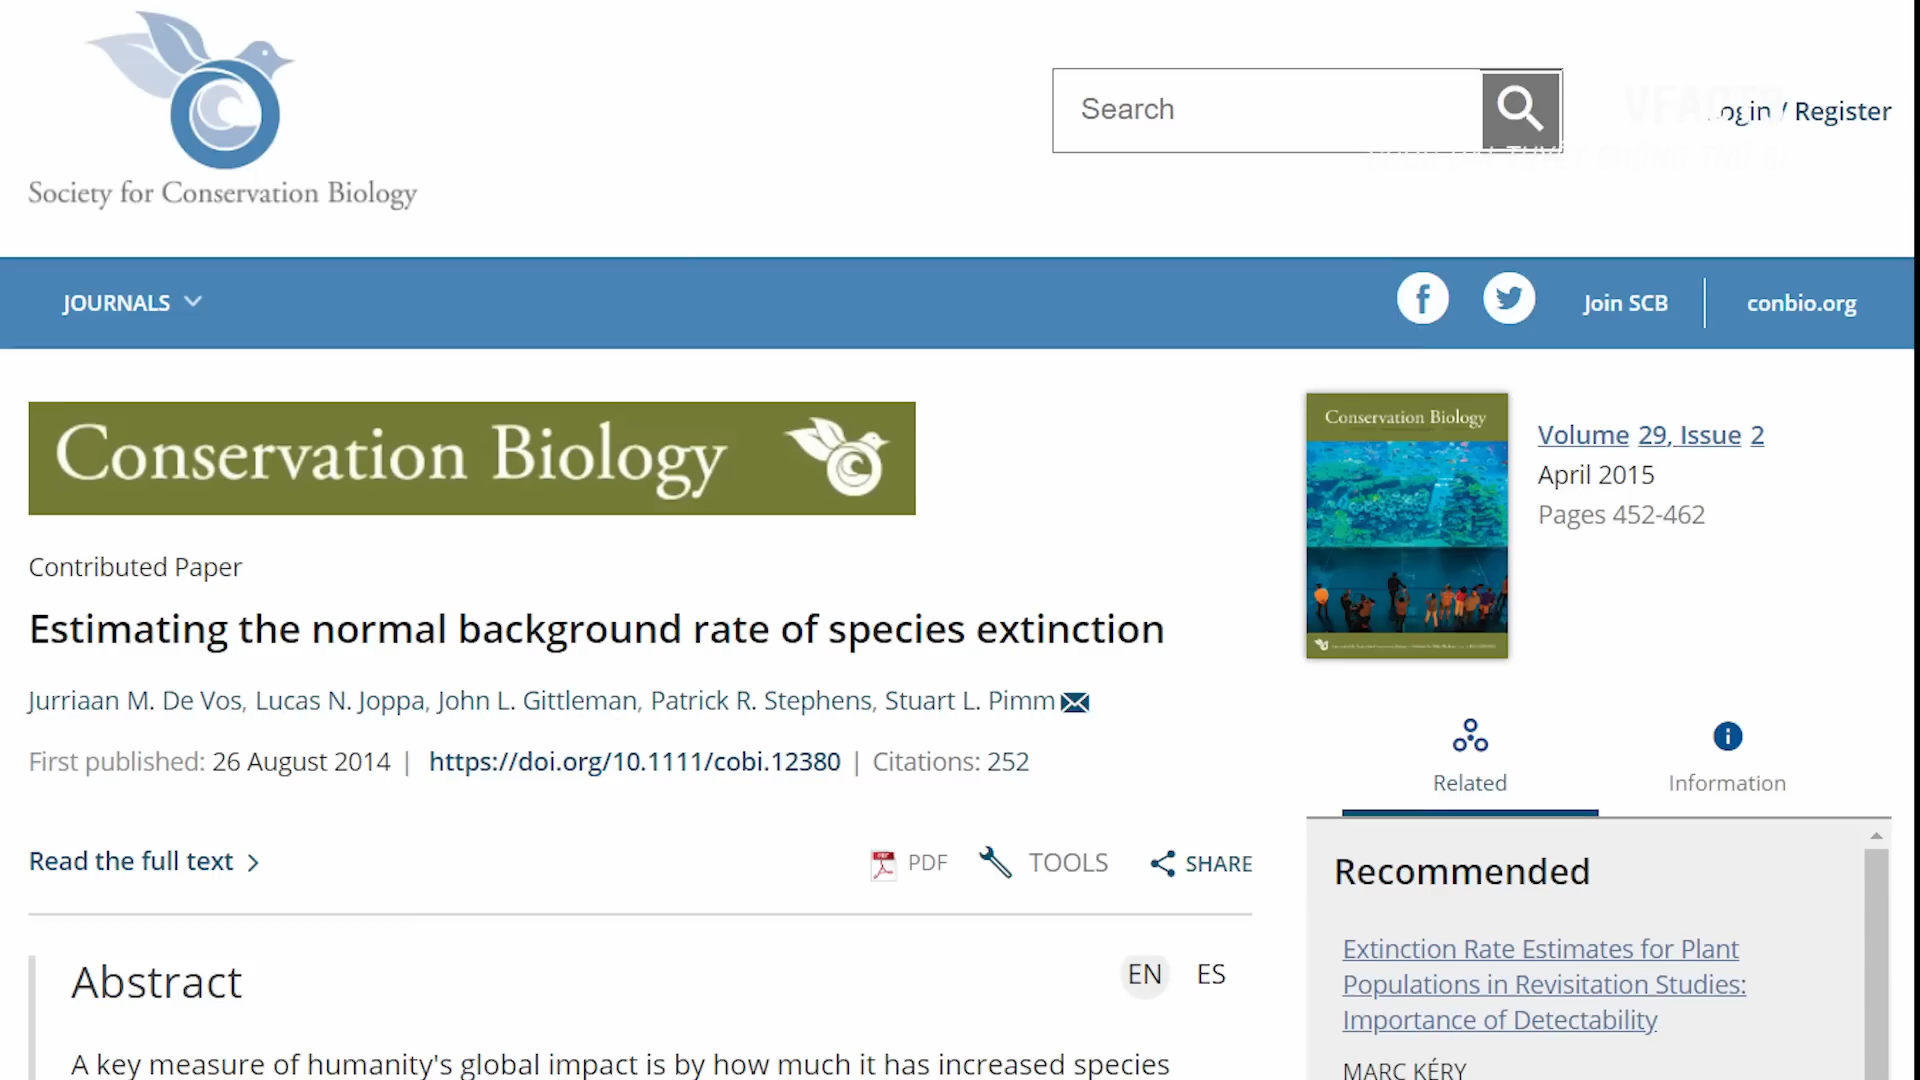 Society for Conservation Biology
Search
Login / Register
JOURNALS
Join SCB
conbio.org
Conservation Biology
Contributed Paper
Estimating the normal background rate of species extinction
Jurriaan M. De Vos, Lucas N. Joppa, John L. Gittleman, Patrick R. Stephens, Stuart L. Pimm
First published: 26 August 2014 | https://doi.org/10.1111/cobi.12380 | Citations: 252
Read the full text
PDF
TOOLS
SHARE
Abstract
EN
ES
A key measure of humanity's global impact is by how much it has increased species
Conservation Biology
Volume 29, Issue 2
April 2015
Pages 452-462
Related
Information
Recommended
Extinction Rate Estimates for Plant
Populations in Revisitation Studies:
Importance of Detectability
MARC KÉRY